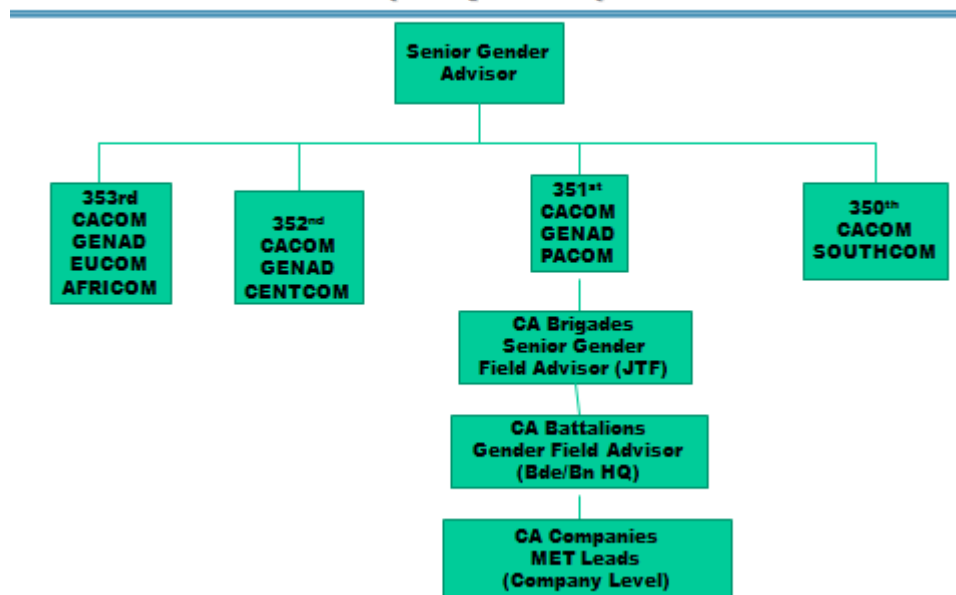 Senior Gender
Advisor
353rd
CACOM
GENAD
EUCOM
AFRICOM
352nd
CACOM
GENAD
CENTCOM
351st
CACOM
GENAD
PACOM
350th
CACOM
SOUTHCOM
CA Brigades
Senior Gender
Field Advisor (JTF)
CA Battalions
Gender Field Advisor
(Bde/Bn HQ)
CA Companies
MET Leads
(Company Level)